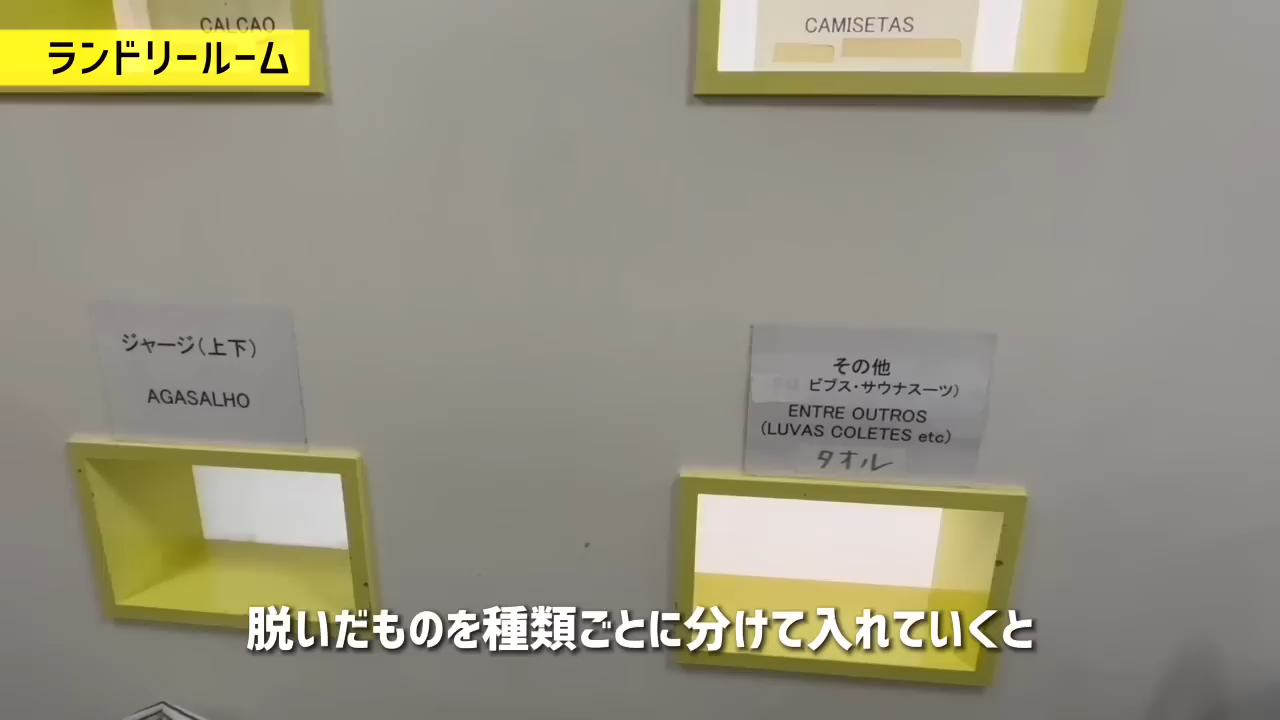 CALCAO
CAMISETAS
ランドリールーム
ジャージ(上下)
AGASALHO
その他
ビブス・サウナスーツ)
ENTRE OUTROS
(LUVAS COLETES etc)
タオル
脱いだものを種類ごとに分けて入れていくと